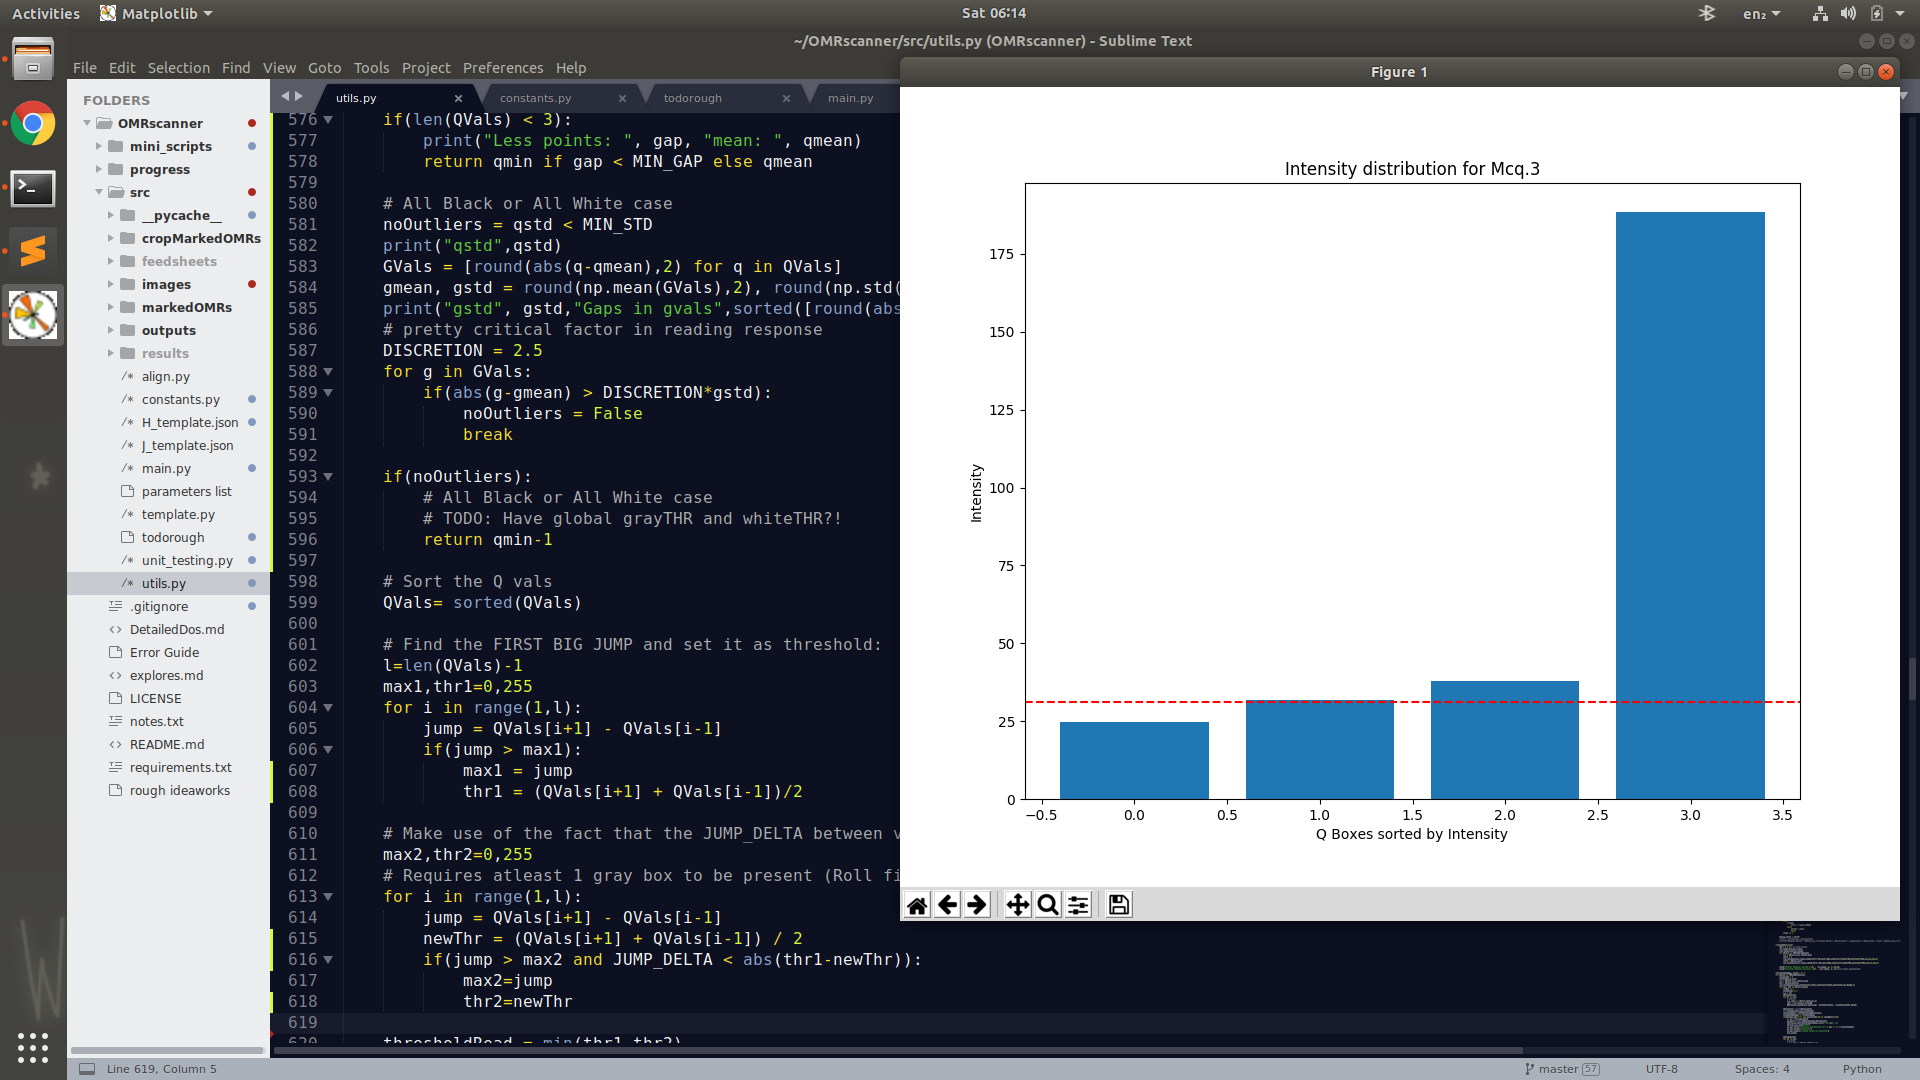 Activities
Matplotlib
Sat 06:14
en₂
~/OMRscanner/src/utils.py (OMRscanner) - Sublime Text
File Edit Selection Find View Goto Tools Project Preferences Help
FOLDERS
OMRscanner
mini_scripts
progress
src
__pycache__
cropMarkedOMRs
feedsheets
images
markedOMRs
outputs
results
align.py
constants.py
H_template.json
J_template.json
main.py
parameters list
template.py
todorough
unit_testing.py
utils.py
.gitignore
DetailedDos.md
Error Guide
explores.md
LICENSE
notes.txt
README.md
requirements.txt
rough ideaworks
utils.py
constants.py
todorough
main.py
576 if(len(QVals) < 3):
577 print("Less points: ", gap, "mean: ", qmean)
578 return qmin if gap < MIN_GAP else qmean
579
580 # All Black or All White case
581 noOutliers = qstd < MIN_STD
582 print("qstd",qstd)
583 GVals = [round(abs(q-qmean),2) for q in QVals]
584 gmean, gstd = round(np.mean(GVals),2), round(np.std(
585 print("gstd", gstd,"Gaps in gvals",sorted([round(abs
586 # pretty critical factor in reading response
587 DISCRETION = 2.5
588 for g in GVals:
589 if(abs(g-gmean) > DISCRETION*gstd):
590 noOutliers = False
591 break
592
593 if(noOutliers):
594 # All Black or All White case
595 # TODO: Have global grayTHR and whiteTHR?!
596 return qmin-1
597
598 # Sort the Q vals
599 QVals= sorted(QVals)
600
601 # Find the FIRST BIG JUMP and set it as threshold:
602 l=len(QVals)-1
603 max1,thr1=0,255
604 for i in range(1,l):
605 jump = QVals[i+1] - QVals[i-1]
606 if(jump > max1):
607 max1 = jump
608 thr1 = (QVals[i+1] + QVals[i-1])/2
609
610 # Make use of the fact that the JUMP_DELTA between v
611 max2,thr2=0,255
612 # Requires atleast 1 gray box to be present (Roll fi
613 for i in range(1,l):
614 jump = QVals[i+1] - QVals[i-1]
615 newThr = (QVals[i+1] + QVals[i-1]) / 2
616 if(jump > max2 and JUMP_DELTA < abs(thr1-newThr)):
617 max2=jump
618 thr2=newThr
619
620 thresholdRead = min(thr1,thr2)
Figure 1
Intensity distribution for Mcq.3
Intensity
175
150
125
100
75
50
25
0
−0.5 0.0 0.5 1.0 1.5 2.0 2.5 3.0 3.5
Q Boxes sorted by Intensity
Line 619, Column 5
master 57
UTF-8
Spaces: 4
Python